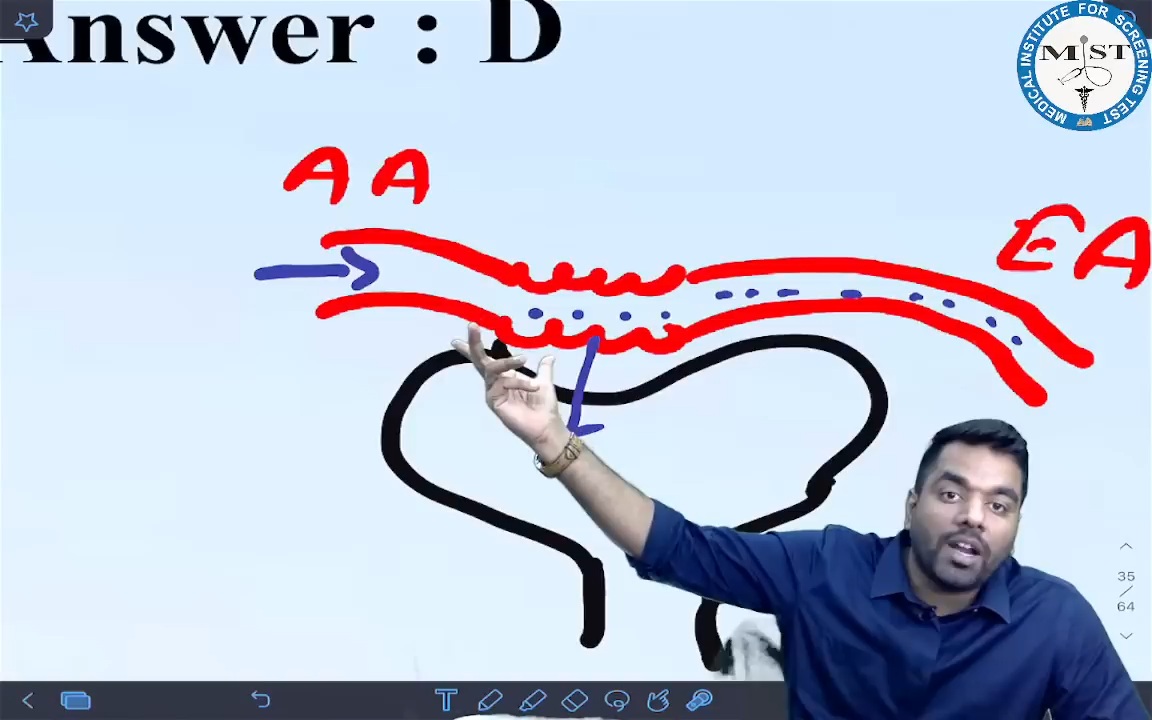 Answer : D
MEDICAL INSTITUTE FOR SCREENING TEST
MIST
AA
EA
35
/
64
T